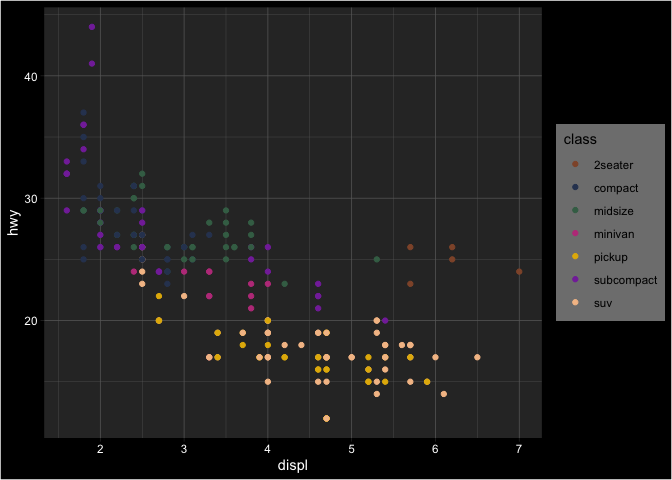 40
30
20
hwy
2
3
4
5
6
7
displ
class
2seater
compact
midsize
minivan
pickup
subcompact
suv